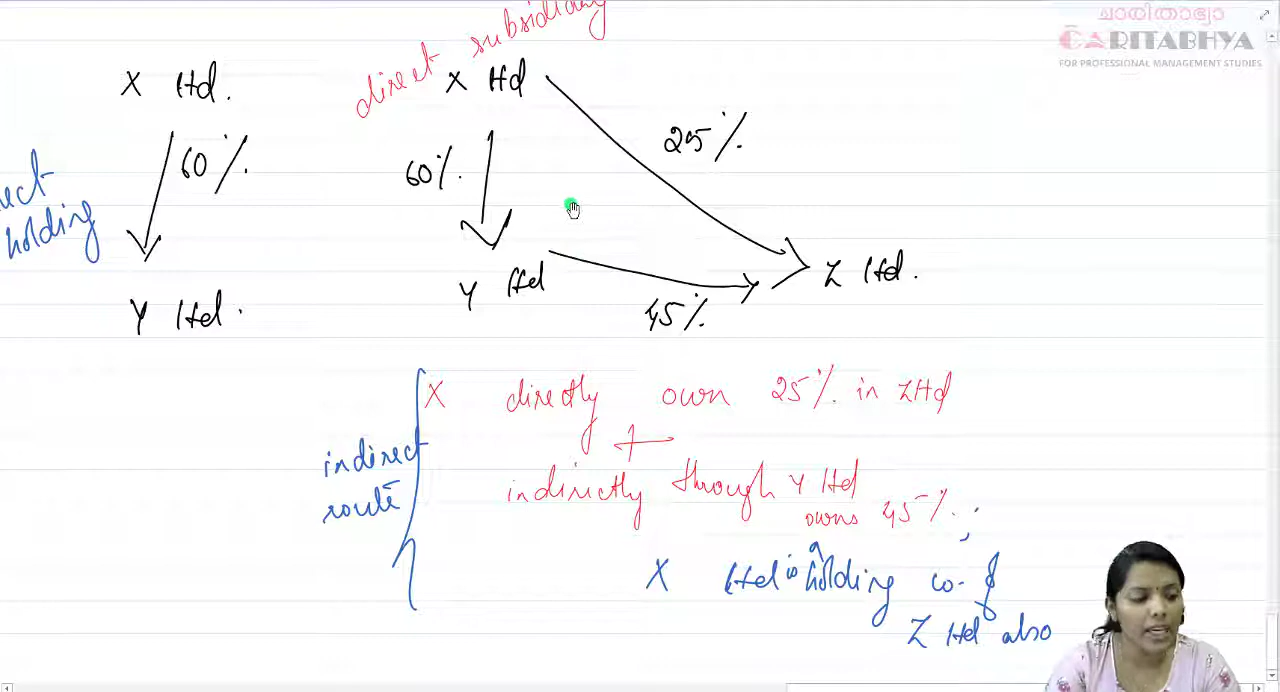 ചാരിതാഭ്യാ
CARITABHYA
FOR PROFESSIONAL MANAGEMENT STUDIES
direct subsidiary
X ltd.
X ltd
60%.
60%.
25%.
holding
Y ltd.
Y ltd
Z ltd.
45%.
X directly own 25% in Z ltd
+
indirect
route
indirectly through Y ltd
owns 45%.
X ltd is a holding co. of
Z ltd also